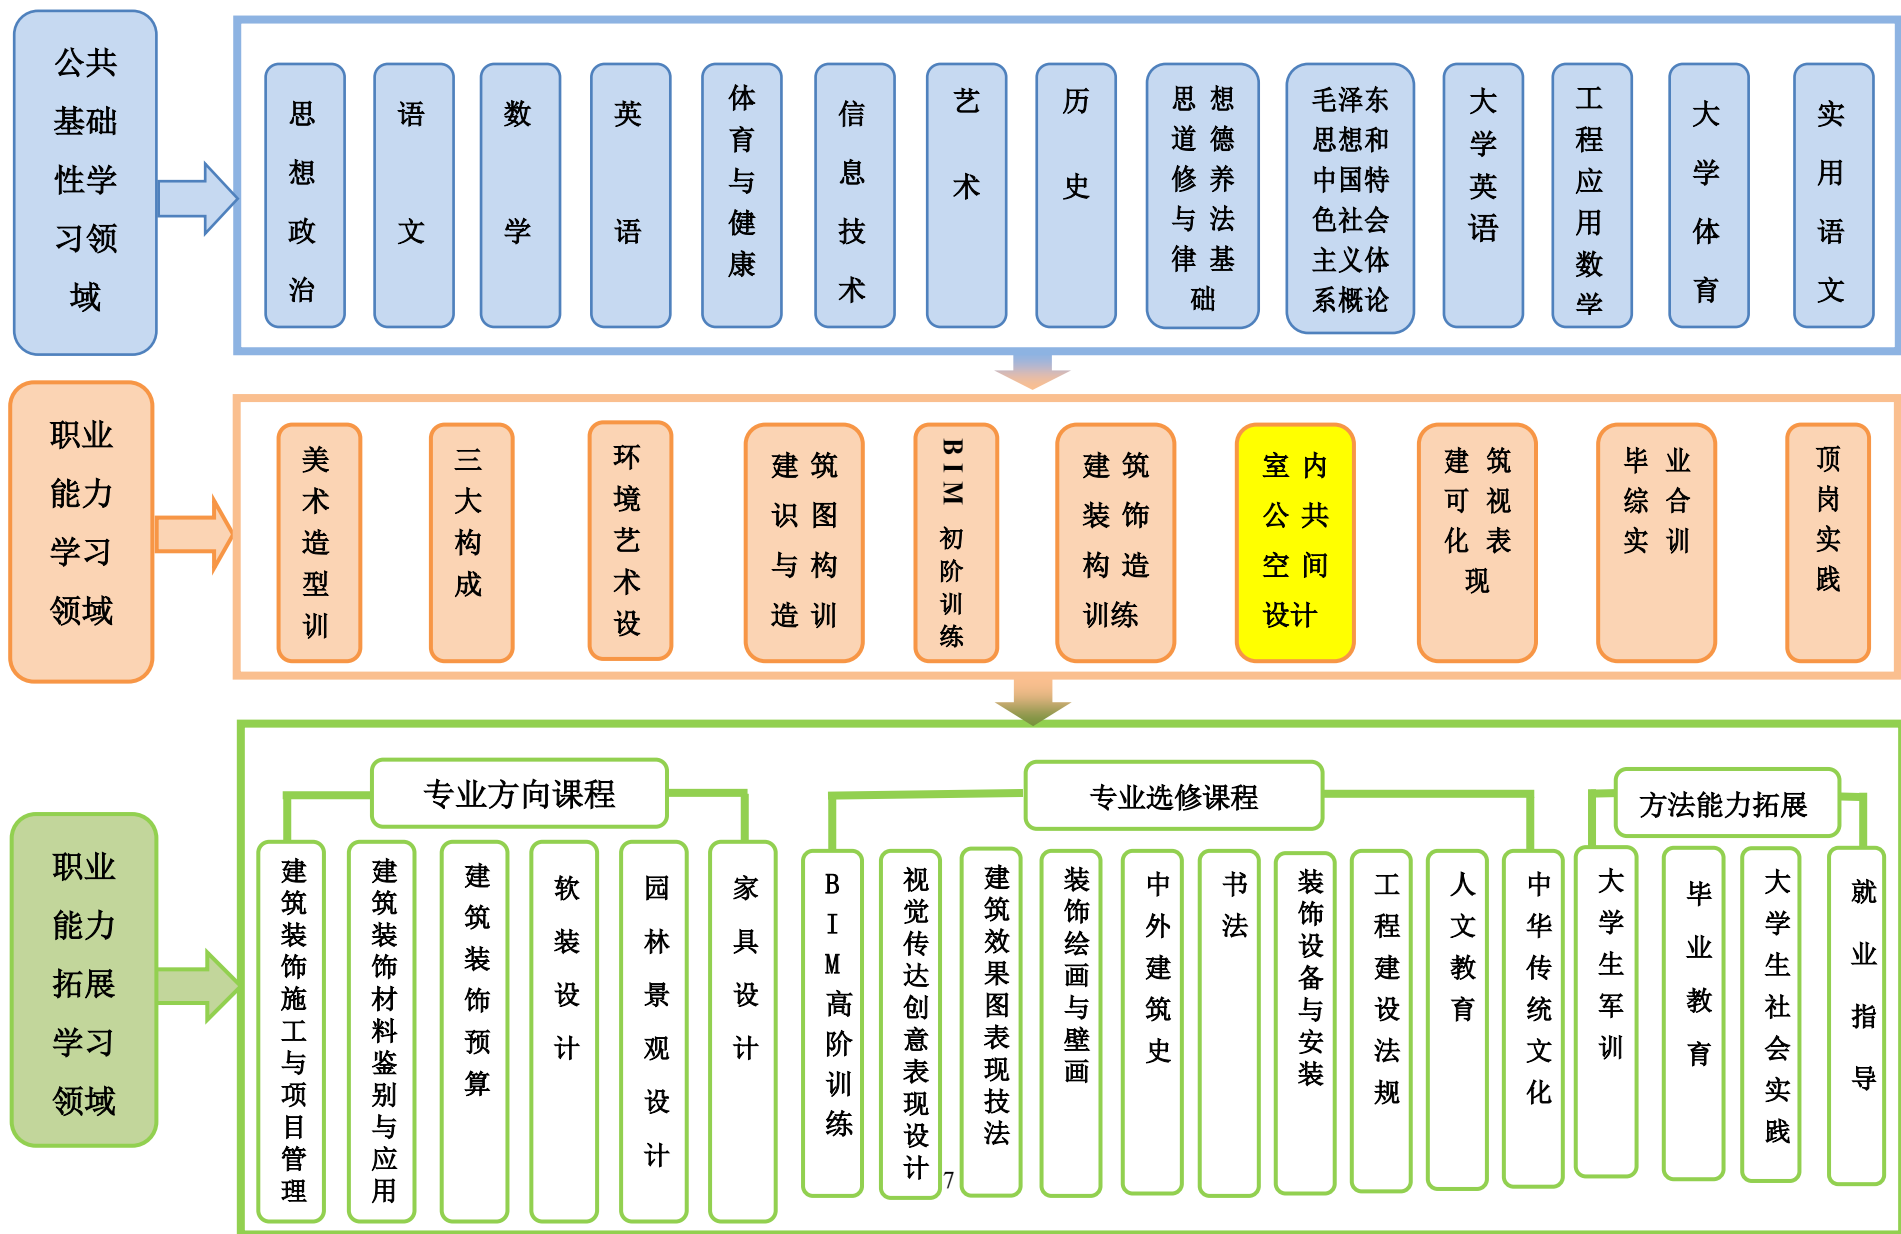 公共
基础
性学
习领
域
思想政治
语文
数学
英语
体育与健康
信息技术
艺术
历史
思想
道德
修养
与法
律基
础
毛泽东
思想和
中国特
色社会
主义体
系概论
大学英语
工程应用数学
大学体育
实用语文
职业
能力
学习
领域
美术造型训
三大构成
环境艺术设
建筑
识图
与构
造训
BIM初阶训练
建筑
装饰
构造
训练
室内
公共
空间
设计
建筑
可视
化表
现
毕业
综合
实训
顶岗实践
职业
能力
拓展
学习
领域
专业方向课程
建筑装饰施工与项目管理
建筑装饰材料鉴别与应用
建筑装饰预算
软装设计
园林景观设计
家具设计
专业选修课程
BIM高阶训练
视觉传达创意表现设计
建筑效果图表现技法
装饰绘画与壁画
中外建筑史
书法
装饰设备与安装
工程建设法规
人文教育
中华传统文化
方法能力拓展
大学生军训
毕业教育
大学生社会实践
就业指导
7